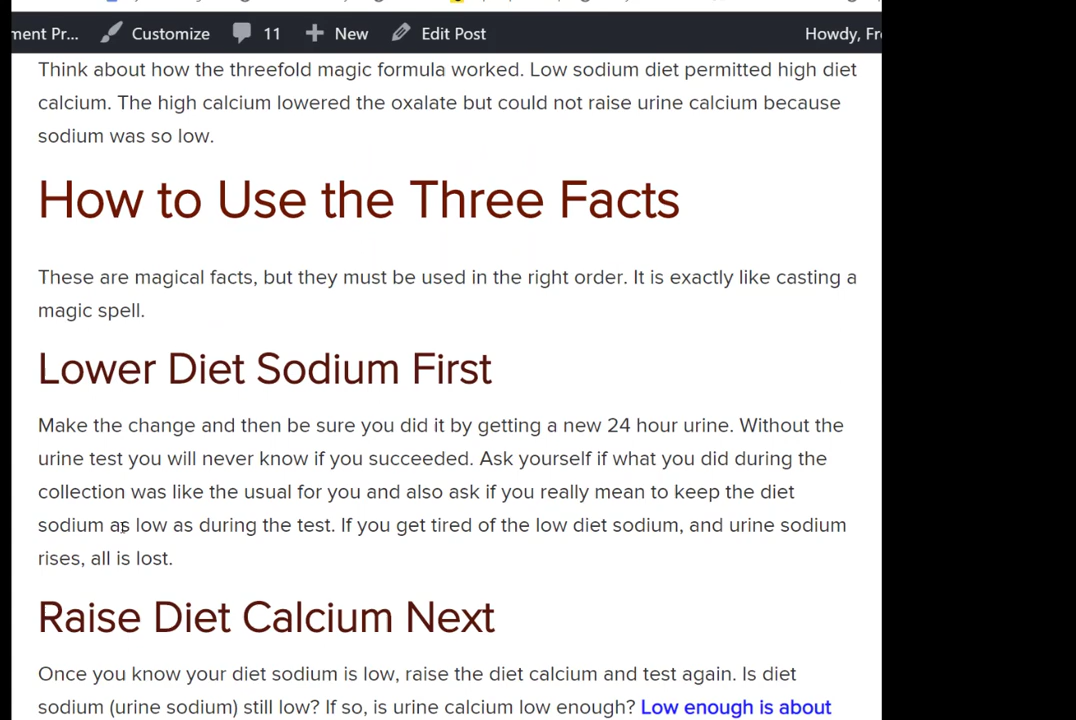 ment Pr... Customize 11 New Edit Post Howdy, Fr
Think about how the threefold magic formula worked. Low sodium diet permitted high diet
calcium. The high calcium lowered the oxalate but could not raise urine calcium because
sodium was so low.
How to Use the Three Facts
These are magical facts, but they must be used in the right order. It is exactly like casting a
magic spell.
Lower Diet Sodium First
Make the change and then be sure you did it by getting a new 24 hour urine. Without the
urine test you will never know if you succeeded. Ask yourself if what you did during the
collection was like the usual for you and also ask if you really mean to keep the diet
sodium as low as during the test. If you get tired of the low diet sodium, and urine sodium
rises, all is lost.
Raise Diet Calcium Next
Once you know your diet sodium is low, raise the diet calcium and test again. Is diet
sodium (urine sodium) still low? If so, is urine calcium low enough? Low enough is about